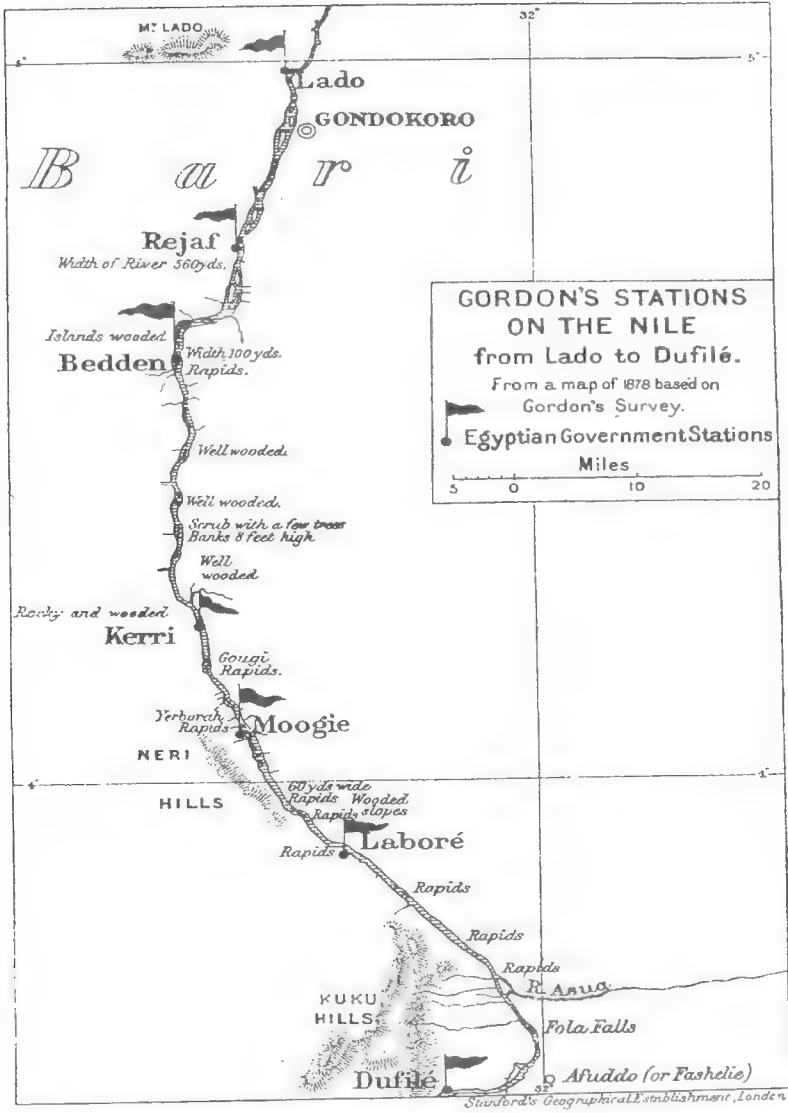 32°
MT. LADO
5°
5°
Lado
GONDOKORO
Bari
Rejaf
Width of River 560yds.
GORDON'S STATIONS
ON THE NILE
from Lado to Dufilé.
From a map of 1878 based on
Gordon's Survey.
Egyptian Government Stations
Miles
5 0 10 20
Islands wooded
Bedden
Width 100 yds.
Rapids.
Well wooded.
Well wooded.
Scrub with a few trees
Banks 8 feet high
Well
wooded
Rocky and wooded
Kerri
Gougi
Rapids.
Yerborah
Rapids
Moogie
NERI
HILLS
4°
4°
60 yds wide
Rapids
Wooded
slopes
Rapids
Laboré
Rapids
Rapids
Rapids
Rapids
R. Asua
KUKU
HILLS
Fola Falls
Dufilé
32°
Afuddo (or Fashelie)
Stanford's Geographical Establishment, London